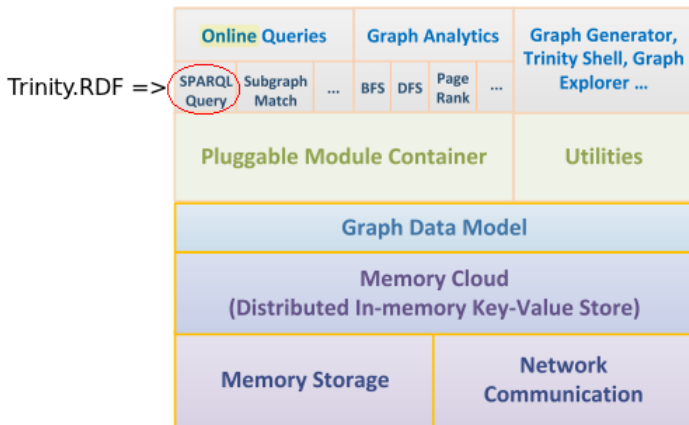 Online Queries
Graph Analytics
Graph Generator,
Trinity Shell, Graph
Explorer ...
Trinity.RDF =>
SPARQL
Query
Subgraph
Match
...
BFS
DFS
Page
Rank
...
Pluggable Module Container
Utilities
Graph Data Model
Memory Cloud
(Distributed In-memory Key-Value Store)
Memory Storage
Network
Communication